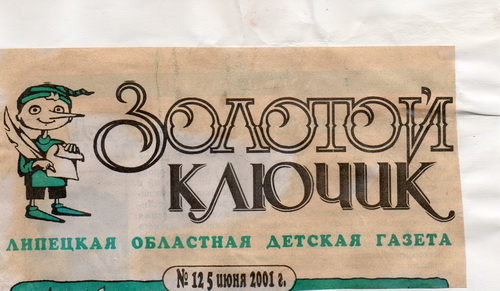 ЗОЛОТОЙ
КЛЮЧИК
ЛИПЕЦКАЯ ОБЛАСТНАЯ ДЕТСКАЯ ГАЗЕТА
№ 12 5 июня 2001 г.